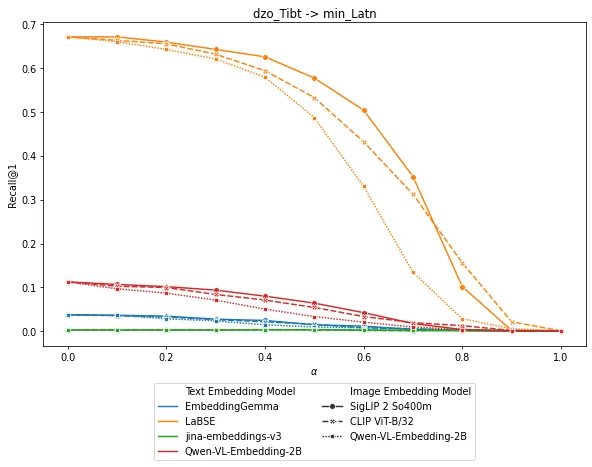 dzo_Tibt -> min_Latn
Recall@1
0.7
0.6
0.5
0.4
0.3
0.2
0.1
0.0
0.0 0.2 0.4 0.6 0.8 1.0
α
Text Embedding Model Image Embedding Model
EmbeddingGemma SigLIP 2 So400m
LaBSE CLIP ViT-B/32
jina-embeddings-v3 Qwen-VL-Embedding-2B
Qwen-VL-Embedding-2B